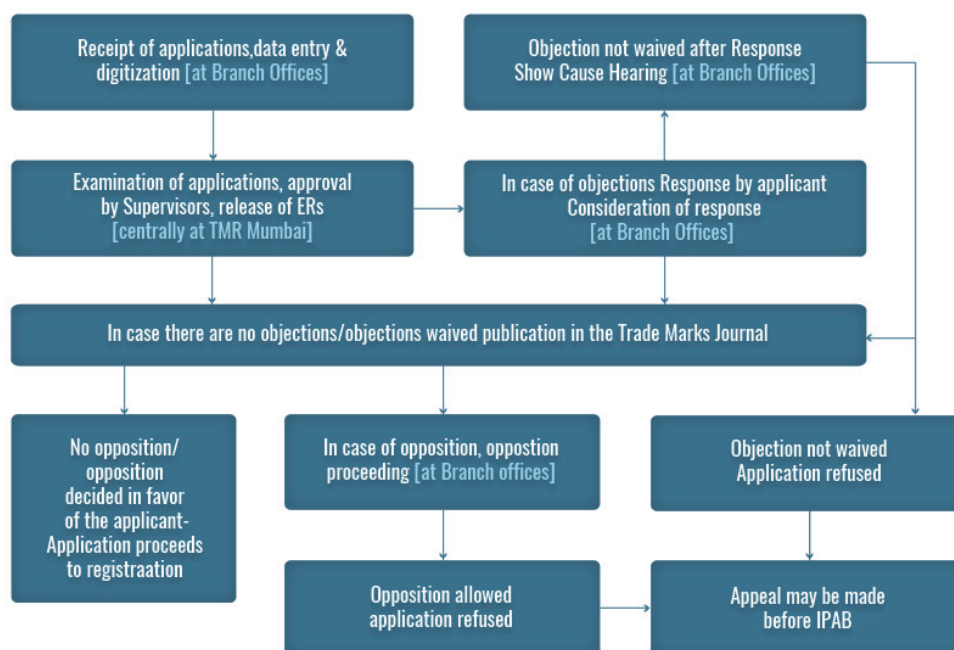 Receipt of applications,data entry &
digitization [at Branch Offices]
Objection not waived after Response
Show Cause Hearing [at Branch Offices]
Examination of applications, approval
by Supervisors, release of ERs
[centrally at TMR Mumbai]
In case of objections Response by applicant
Consideration of response
[at Branch Offices]
In case there are no objections/objections waived publication in the Trade Marks Journal
No opposition/
opposition
decided in favor
of the applicant-
Application proceeds
to registraation
In case of opposition, oppostion
proceeding [at Branch offices]
Objection not waived
Application refused
Opposition allowed
application refused
Appeal may be made
before IPAB